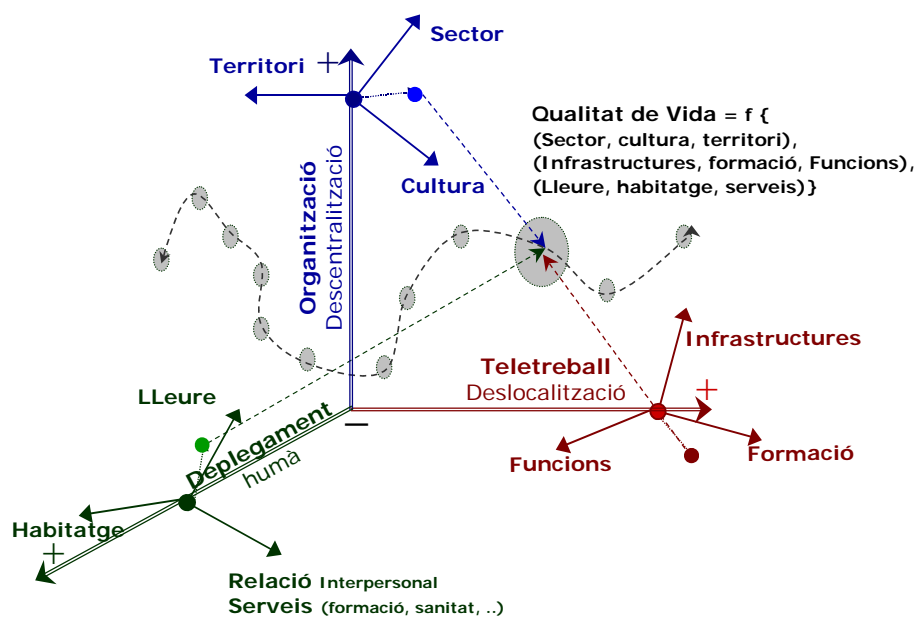 Sector
Territori
+
Qualitat de Vida = f {
(Sector, cultura, territori),
(Infrastructures, formació, Funcions),
(Lleure, habitatge, serveis) }
Cultura
Organització
Descentralització
Infrastructures
Teletreball
Deslocalització
+
LLeure
Deplegament
humà
−
Funcions
Formació
Habitatge
+
Relació Interpersonal
Serveis (formació, sanitat, ..)